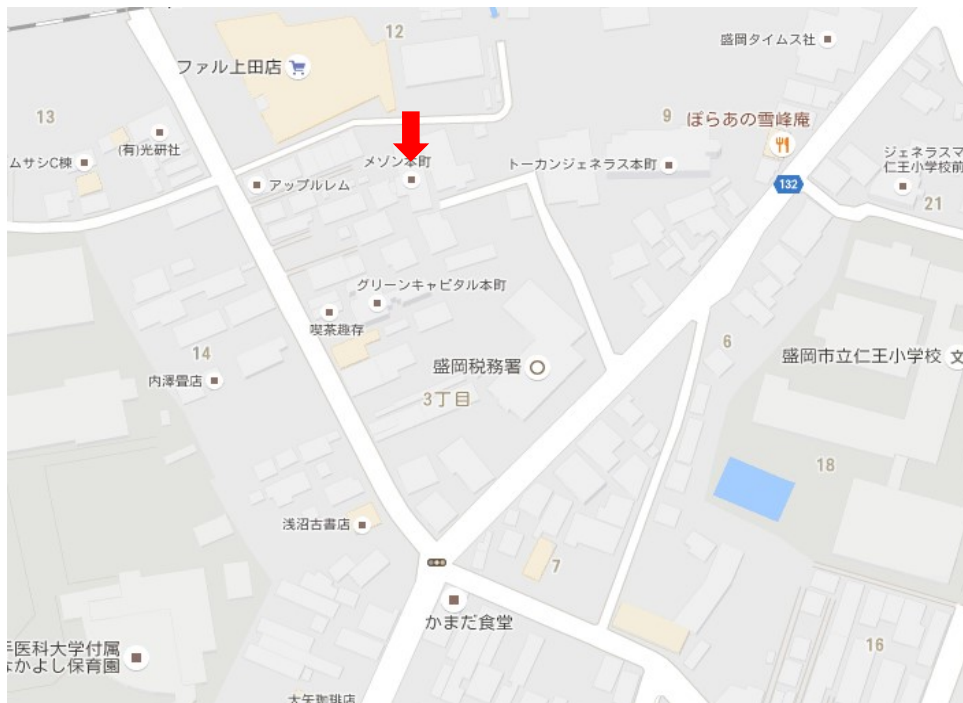 12
盛岡タイムス社
ファル上田店
13
9
ぽらあの雪峰庵
(有)光研社
ムサシC棟
メゾン本町
トーカンジェネラス本町
ジェネラスマ
仁王小学校前
アップルレム
132
21
グリーンキャピタル本町
喫茶趣存
6
14
盛岡税務署
盛岡市立仁王小学校
文
内澤畳店
3丁目
18
浅沼古書店
7
かまだ食堂
手医科大学付属
なかよし保育園
16
大矢珈琲店